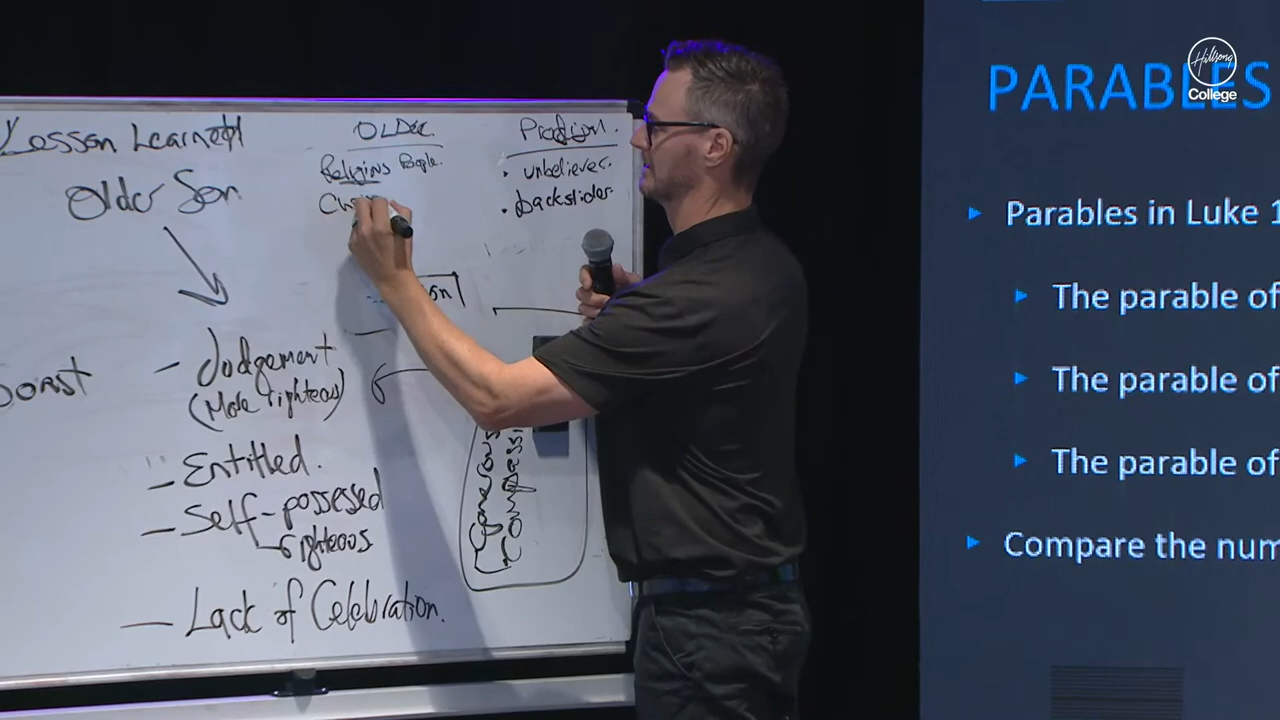 Lesson Learned
Older Son
Older
Religious People.
Prodigal.
• unbeliever.
• backslider.
- Judgement
(More righteous)
- Entitled.
- Self-possessed
righteous
- Lack of Celebration.
Generous
Hillsong
College
PARABLES
Parables in Luke 1
The parable of
The parable of
The parable of
Compare the num